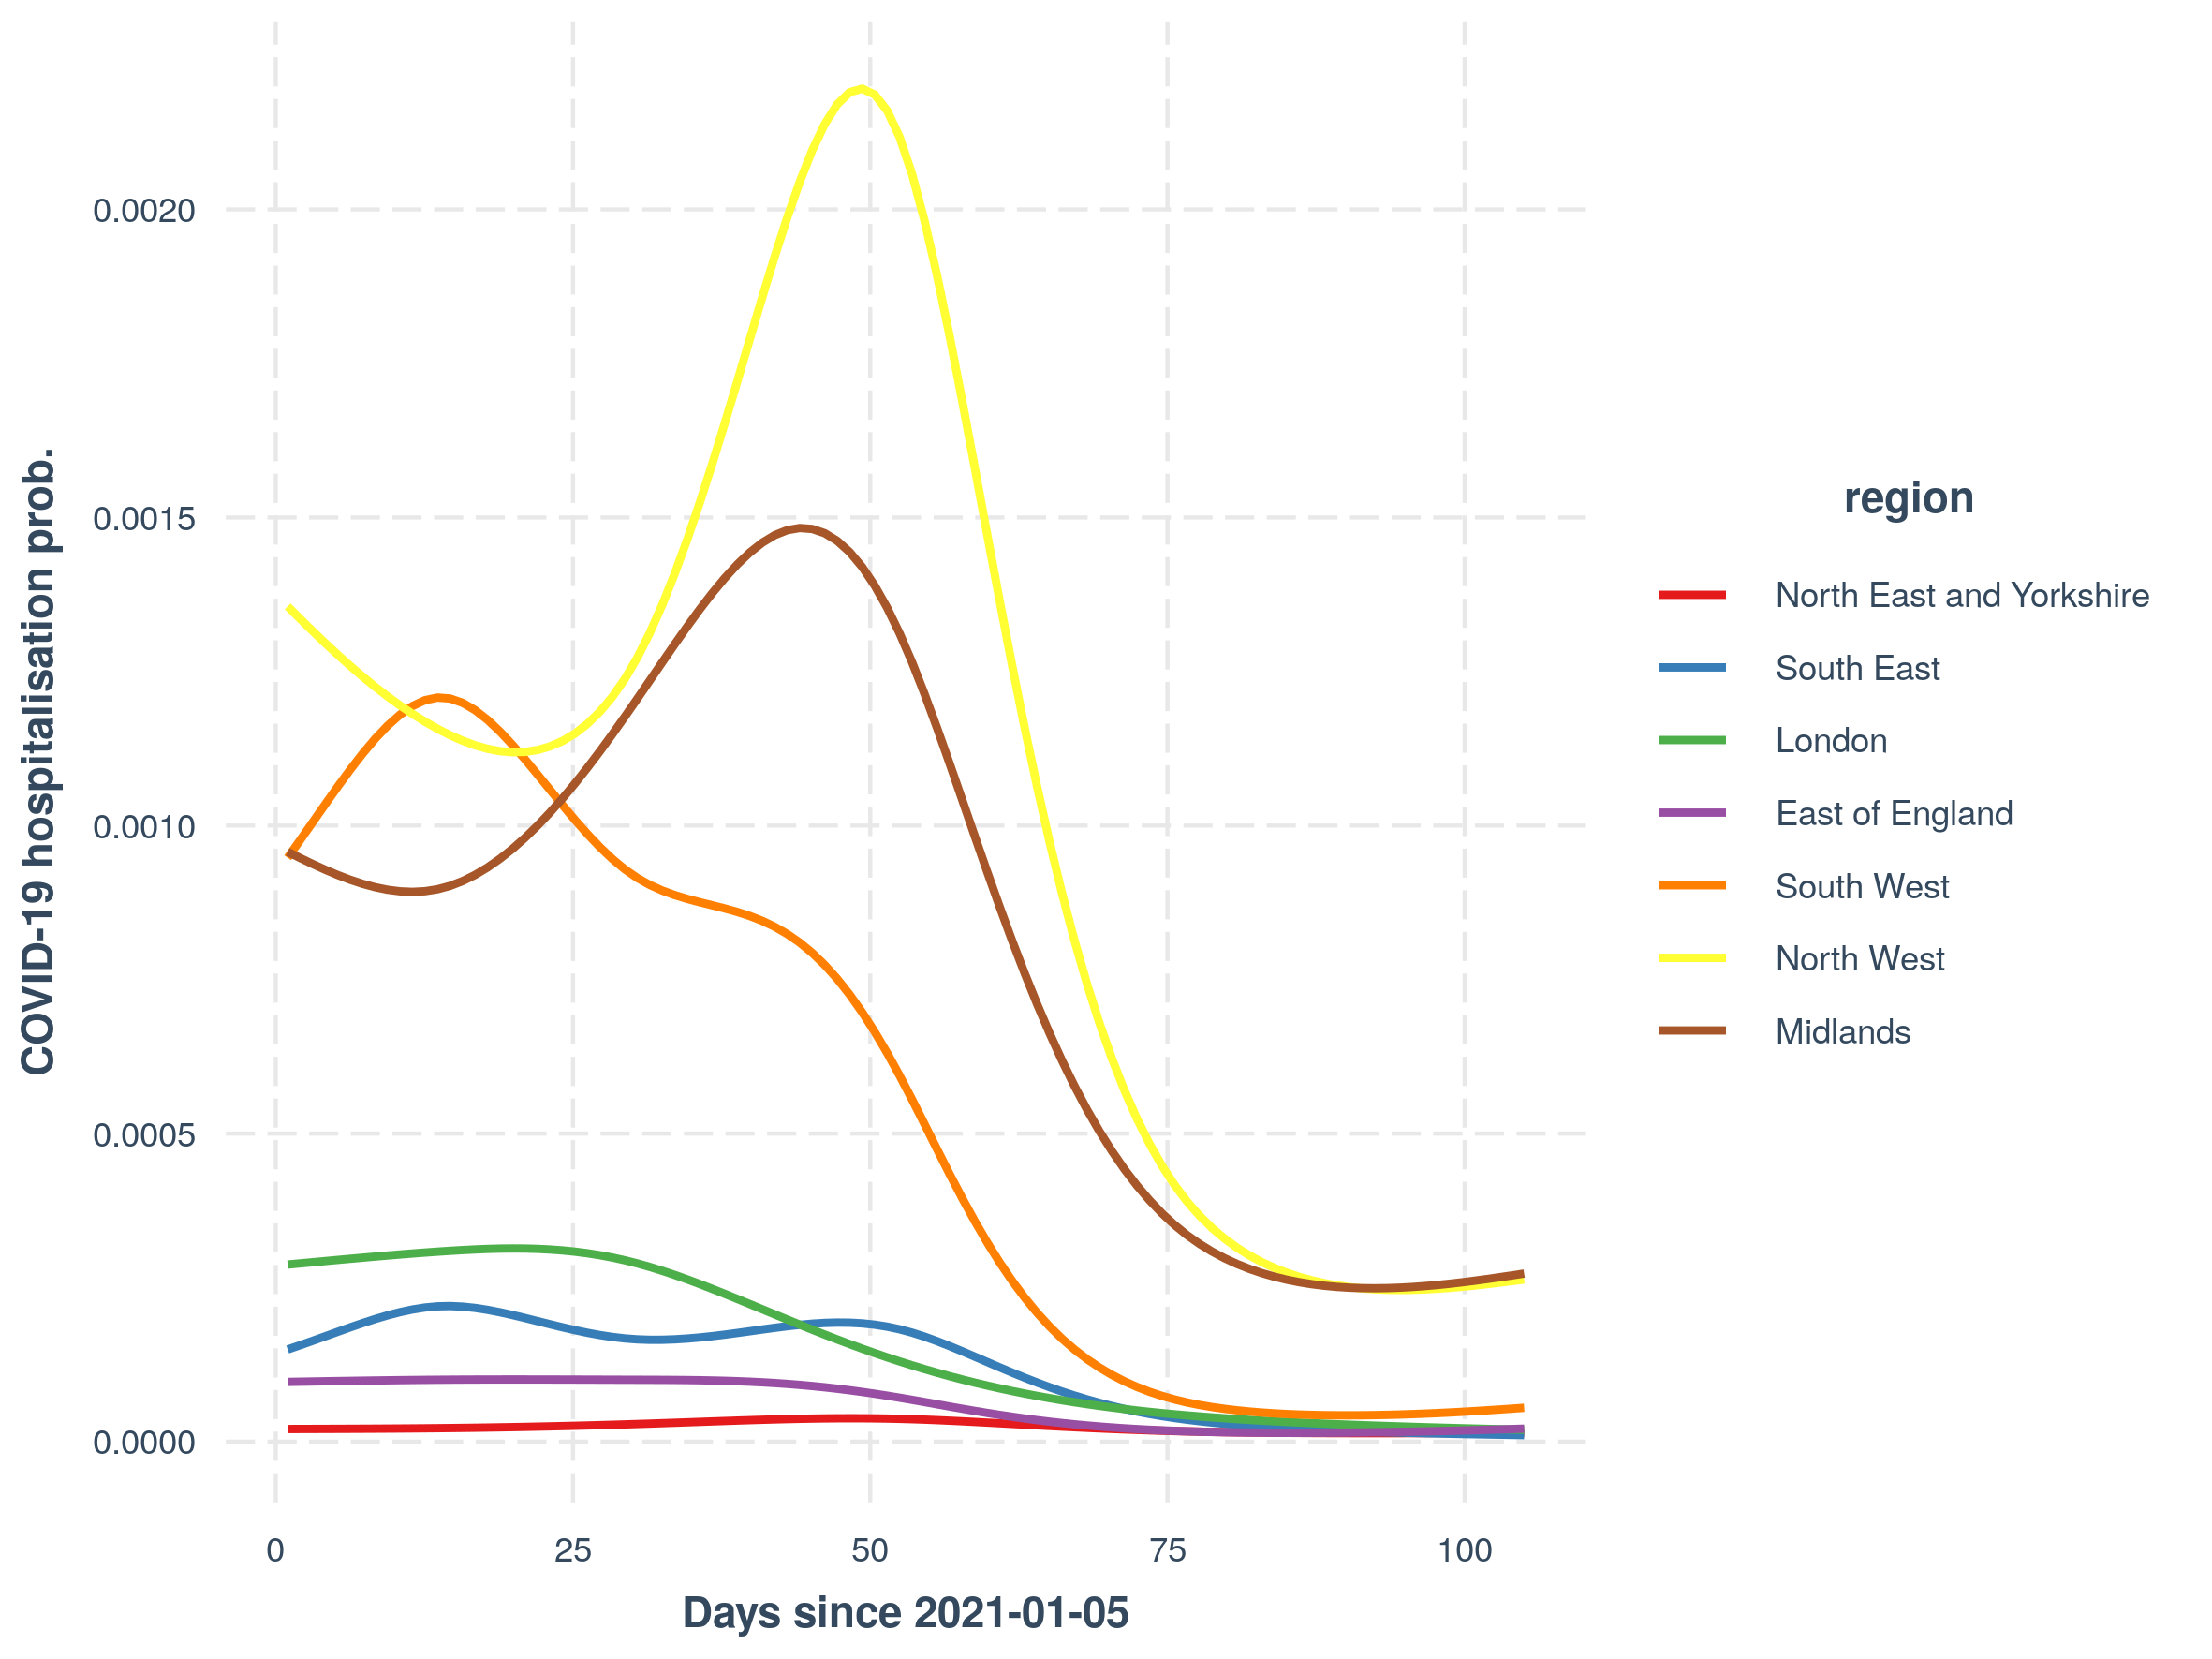 COVID-19 hospitalisation prob.
0.0020
0.0015
0.0010
0.0005
0.0000
0
25
50
75
100
Days since 2021-01-05
region
North East and Yorkshire
South East
London
East of England
South West
North West
Midlands